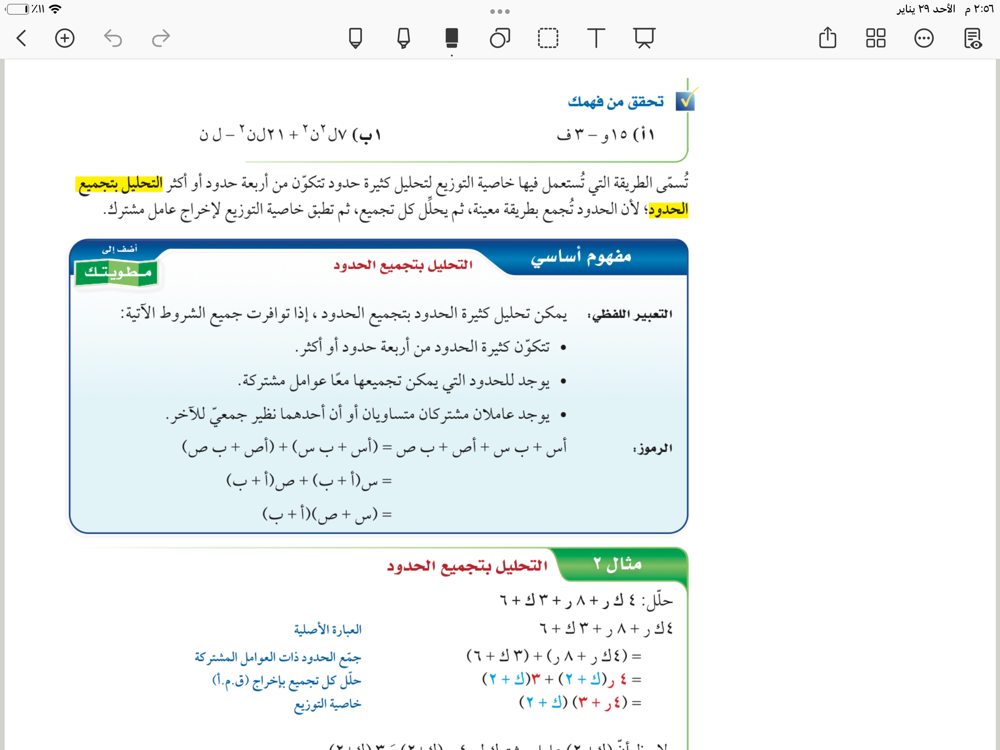 ٢:٥٦ م الأحد ٢٩ يناير
٪١١
تحقق من فهمك
١أ) ١٥و – ٣ ف
١ب) ٧ل٢ن٢ + ٢١ل ن٢ – ل ن
تُسمّى الطريقة التي تُستعمل فيها خاصية التوزيع لتحليل كثيرة حدود تتكوّن من أربعة حدود أو أكثر التحليل بتجميع
الحدود؛ لأن الحدود تُجمع بطريقة معينة، ثم يحلِّل كل تجميع، ثم تطبق خاصية التوزيع لإخراج عامل مشترك.
مفهوم أساسي
التحليل بتجميع الحدود
أضف إلى
مـطويـتـك
التعبير اللفظي: يمكن تحليل كثيرة الحدود بتجميع الحدود ، إذا توافرت جميع الشروط الآتية:
• تتكوّن كثيرة الحدود من أربعة حدود أو أكثر.
• يوجد للحدود التي يمكن تجميعها معًا عوامل مشتركة.
• يوجد عاملان مشتركان متساويان أو أن أحدهما نظير جمعيّ للآخر.
الرموز: أس + ب س + أص + ب ص = (أس + ب س) + (أص + ب ص)
= س(أ + ب) + ص(أ + ب)
= (س + ص)(أ + ب)
مثال ٢
التحليل بتجميع الحدود
حلّل: ٤ ك ر + ٨ ر + ٣ ك + ٦
٤ك ر + ٨ ر + ٣ ك + ٦ العبارة الأصلية
= (٤ك ر + ٨ ر) + (٣ ك + ٦) جمّع الحدود ذات العوامل المشتركة
= ٤ ر(ك + ٢) + ٣(ك + ٢) حلّل كل تجميع بإخراج (ق.م.أ)
= (٤ر + ٣) (ك + ٢) خاصية التوزيع